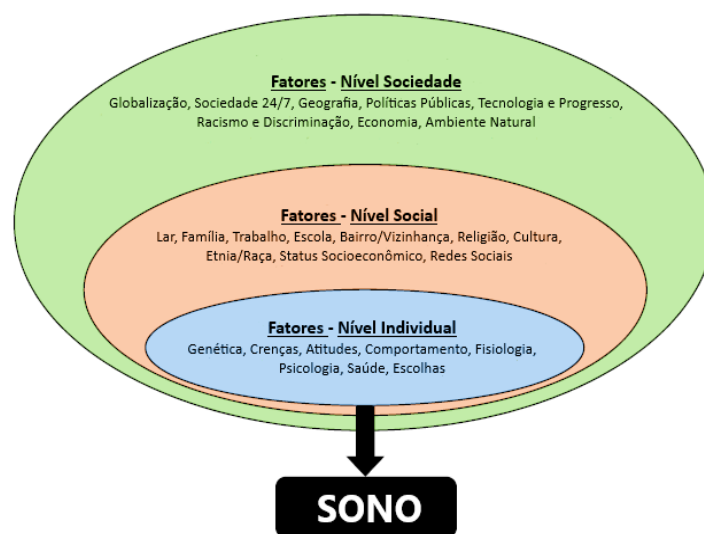 Fatores - Nível Sociedade
Globalização, Sociedade 24/7, Geografia, Políticas Públicas, Tecnologia e Progresso,
Racismo e Discriminação, Economia, Ambiente Natural
Fatores - Nível Social
Lar, Família, Trabalho, Escola, Bairro/Vizinhança, Religião, Cultura,
Etnia/Raça, Status Socioeconômico, Redes Sociais
Fatores - Nível Individual
Genética, Crenças, Atitudes, Comportamento, Fisiologia,
Psicologia, Saúde, Escolhas
SONO